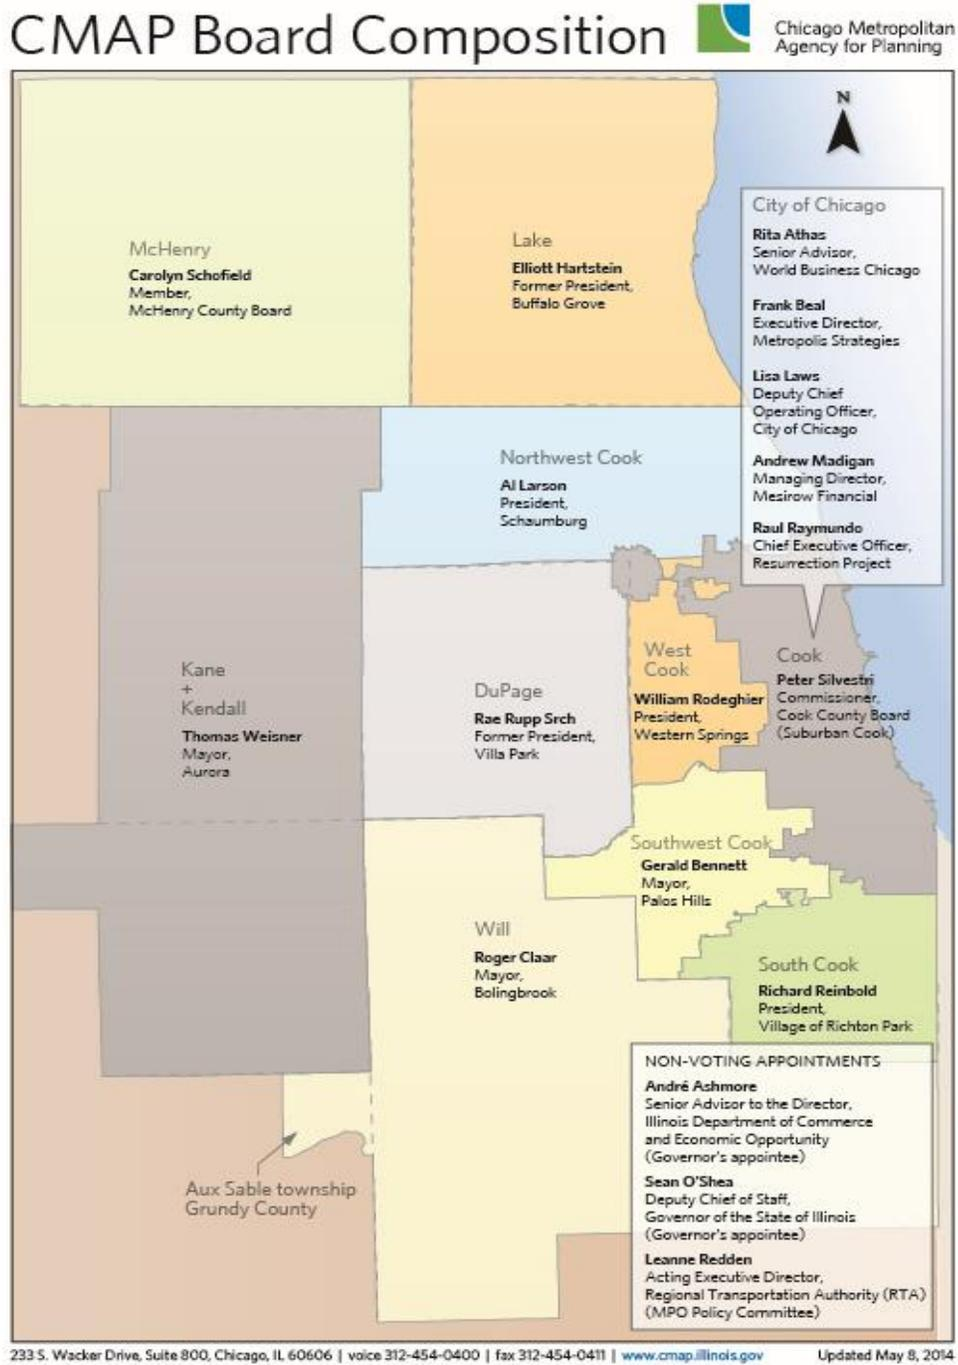 CMAP Board Composition
Chicago Metropolitan
Agency for Planning
N
City of Chicago
Rita Athas
Senior Advisor,
World Business Chicago
Frank Beal
Executive Director,
Metropolis Strategies
Lisa Laws
Deputy Chief
Operating Officer,
City of Chicago
Andrew Madigan
Managing Director,
Mesirow Financial
Raul Raymundo
Chief Executive Officer,
Resurrection Project
McHenry
Carolyn Schofield
Member,
McHenry County Board
Lake
Elliott Hartstein
Former President,
Buffalo Grove
Northwest Cook
Al Larson
President,
Schaumburg
Kane
+
Kendall
Thomas Weisner
Mayor,
Aurora
DuPage
Rae Rupp Srch
Former President,
Villa Park
West
Cook
William Rodeghier
President,
Western Springs
Cook
Peter Silvestri
Commissioner,
Cook County Board
(Suburban Cook)
Southwest Cook
Gerald Bennett
Mayor,
Palos Hills
Will
Roger Claar
Mayor,
Bolingbrook
South Cook
Richard Reinbold
President,
Village of Richton Park
NON-VOTING APPOINTMENTS
André Ashmore
Senior Advisor to the Director,
Illinois Department of Commerce
and Economic Opportunity
(Governor's appointee)
Sean O'Shea
Deputy Chief of Staff,
Governor of the State of Illinois
(Governor's appointee)
Leanne Redden
Acting Executive Director,
Regional Transportation Authority (RTA)
(MPO Policy Committee)
Aux Sable township
Grundy County
233 S. Wacker Drive, Suite 800, Chicago, IL 60606 | voice 312-454-0400 | fax 312-454-0411 | www.cmap.illinois.gov
Updated May 8, 2014